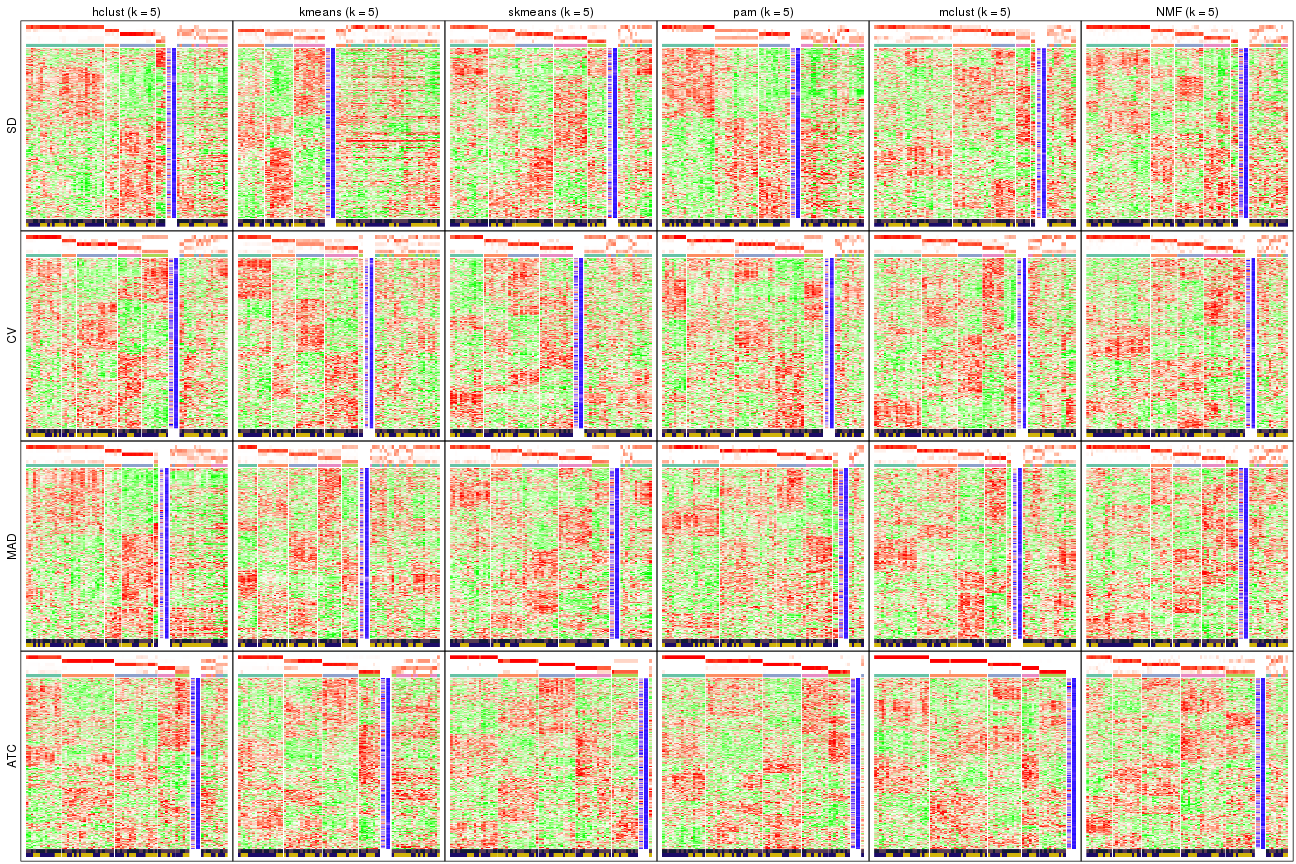 hclust (k = 5)
kmeans (k = 5)
skmeans (k = 5)
pam (k = 5)
mclust (k = 5)
NMF (k = 5)
SD
CV
MAD
ATC